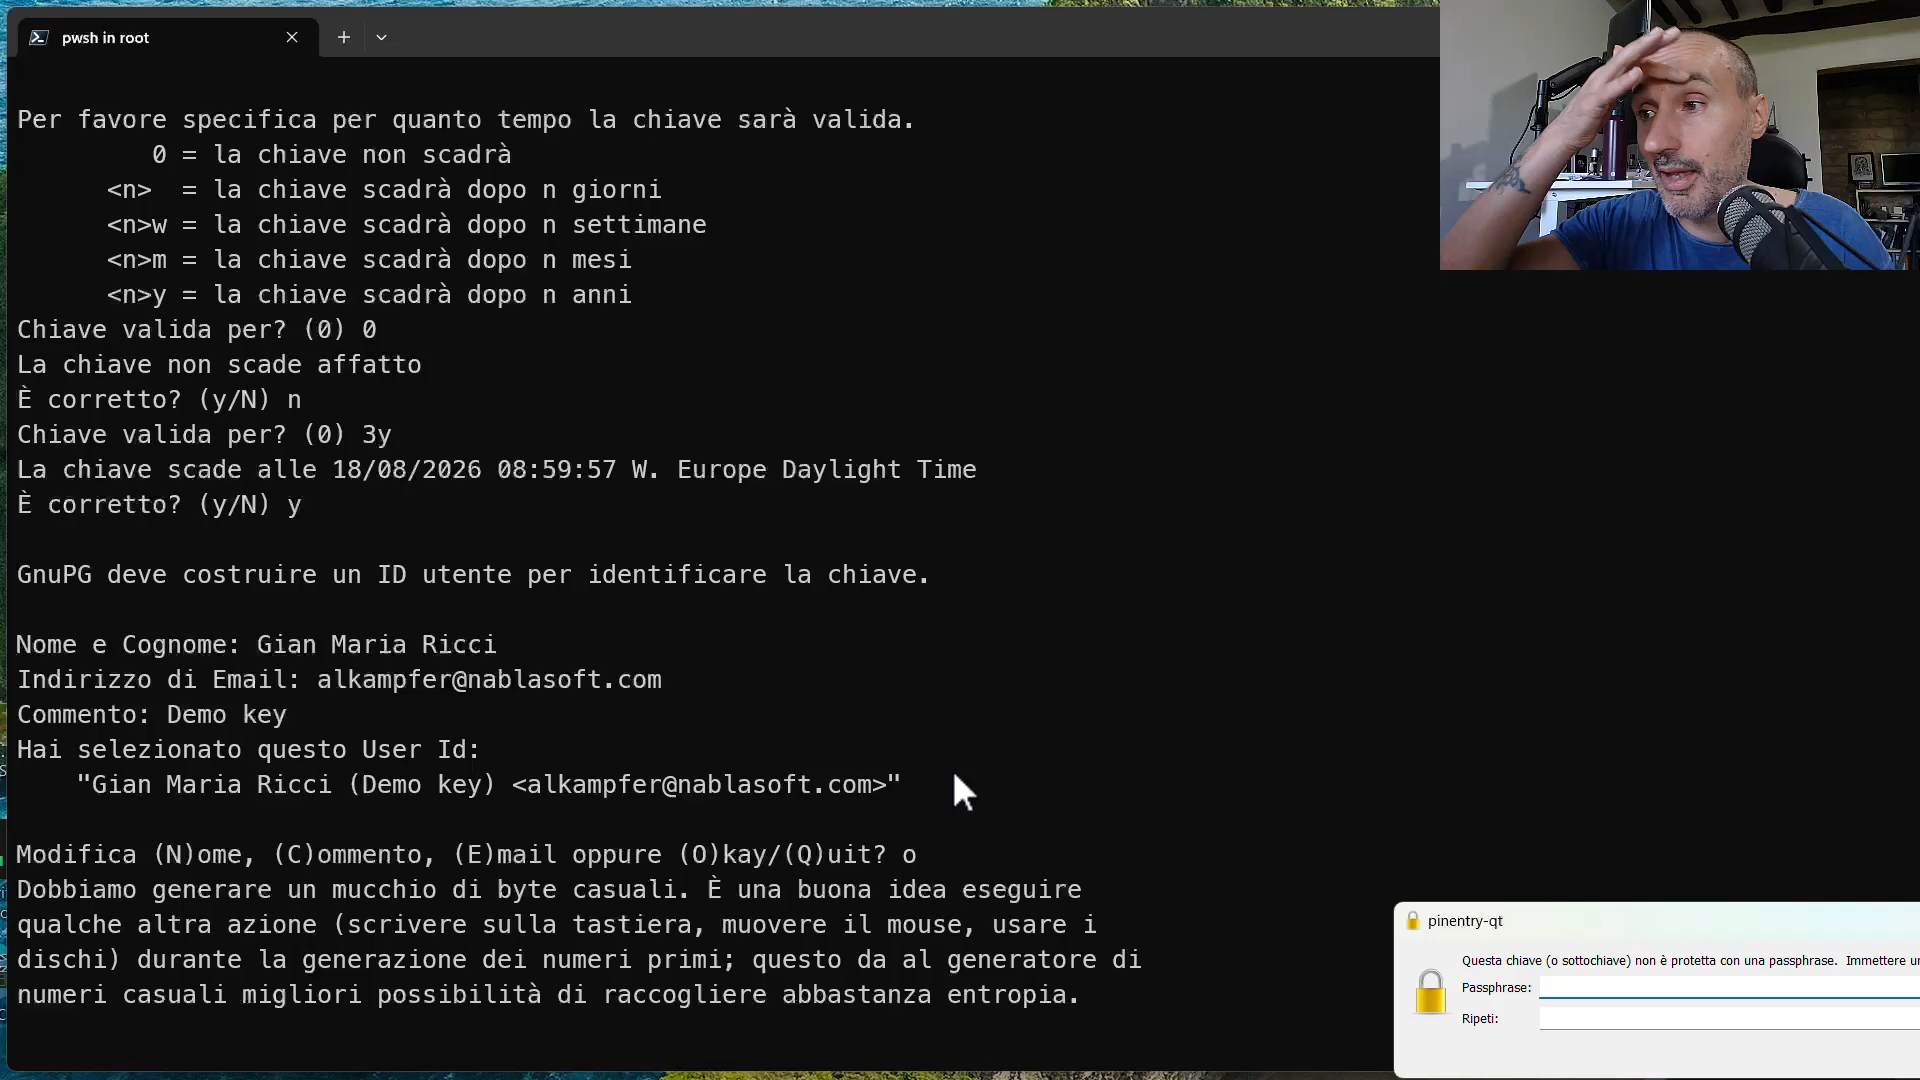 pwsh in root
Per favore specifica per quanto tempo la chiave sarà valida.
0 = la chiave non scadrà
<n>  = la chiave scadrà dopo n giorni
<n>w = la chiave scadrà dopo n settimane
<n>m = la chiave scadrà dopo n mesi
<n>y = la chiave scadrà dopo n anni
Chiave valida per? (0) 0
La chiave non scade affatto
È corretto? (y/N) n
Chiave valida per? (0) 3y
La chiave scade alle 18/08/2026 08:59:57 W. Europe Daylight Time
È corretto? (y/N) y
GnuPG deve costruire un ID utente per identificare la chiave.
Nome e Cognome: Gian Maria Ricci
Indirizzo di Email: alkampfer@nablasoft.com
Commento: Demo key
Hai selezionato questo User Id:
"Gian Maria Ricci (Demo key) <alkampfer@nablasoft.com>"
Modifica (N)ome, (C)ommento, (E)mail oppure (O)kay/(Q)uit? o
Dobbiamo generare un mucchio di byte casuali. È una buona idea eseguire
qualche altra azione (scrivere sulla tastiera, muovere il mouse, usare i
dischi) durante la generazione dei numeri primi; questo da al generatore di
numeri casuali migliori possibilità di raccogliere abbastanza entropia.
pinentry-qt
Questa chiave (o sottochiave) non è protetta con una passphrase.  Immettere
Passphrase:
Ripeti: